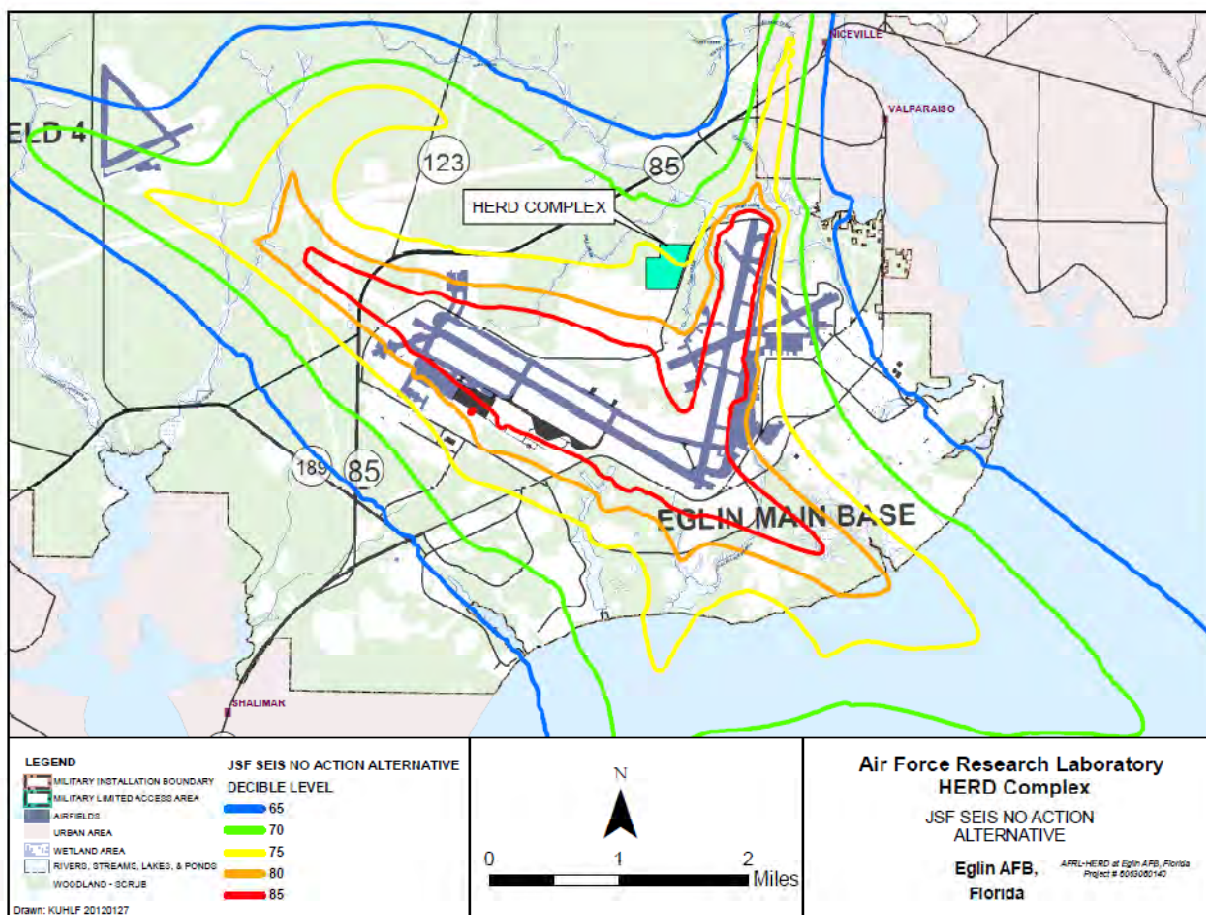 NICEVILLE
VALPARAISO
ELD 4
123
85
HERD COMPLEX
189
85
EGLIN MAIN BASE
SHALIMAR
LEGEND
MILITARY INSTALLATION BOUNDARY
MILITARY LIMITED ACCESS AREA
AIRFIELDS
URBAN AREA
WETLAND AREA
RIVERS, STREAMS, LAKES, & PONDS
WOODLAND - SCRUB
Drawn: KUHLF 20120127
JSF SEIS NO ACTION ALTERNATIVE
DECIBLE LEVEL
65
70
75
80
85
N
0 1 2
Miles
Air Force Research Laboratory
HERD Complex
JSF SEIS NO ACTION
ALTERNATIVE
Eglin AFB,
Florida
AFRL-HERD at Eglin AFB, Florida
Project # 6013060140